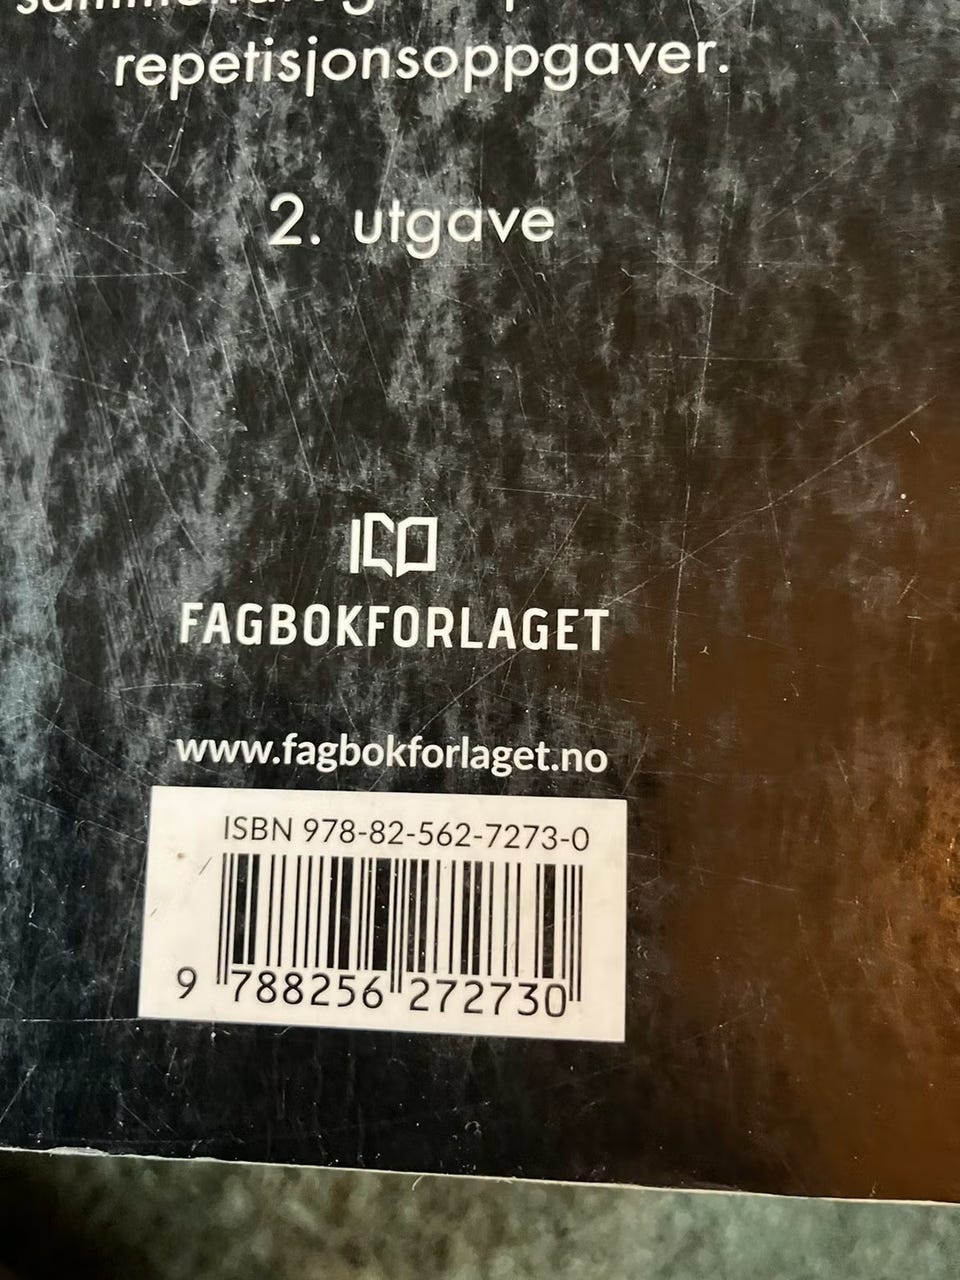 repetisjonsoppgaver.
2. utgave
FAGBOKFORLAGET
www.fagbokforlaget.no
ISBN 978-82-562-7273-0
9 788256 272730